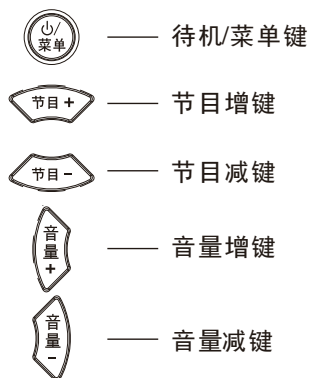 ⏻/
菜单
待机/菜单键
节目+
节目增键
节目-
节目减键
音
量
+
音量增键
音
量
-
音量减键